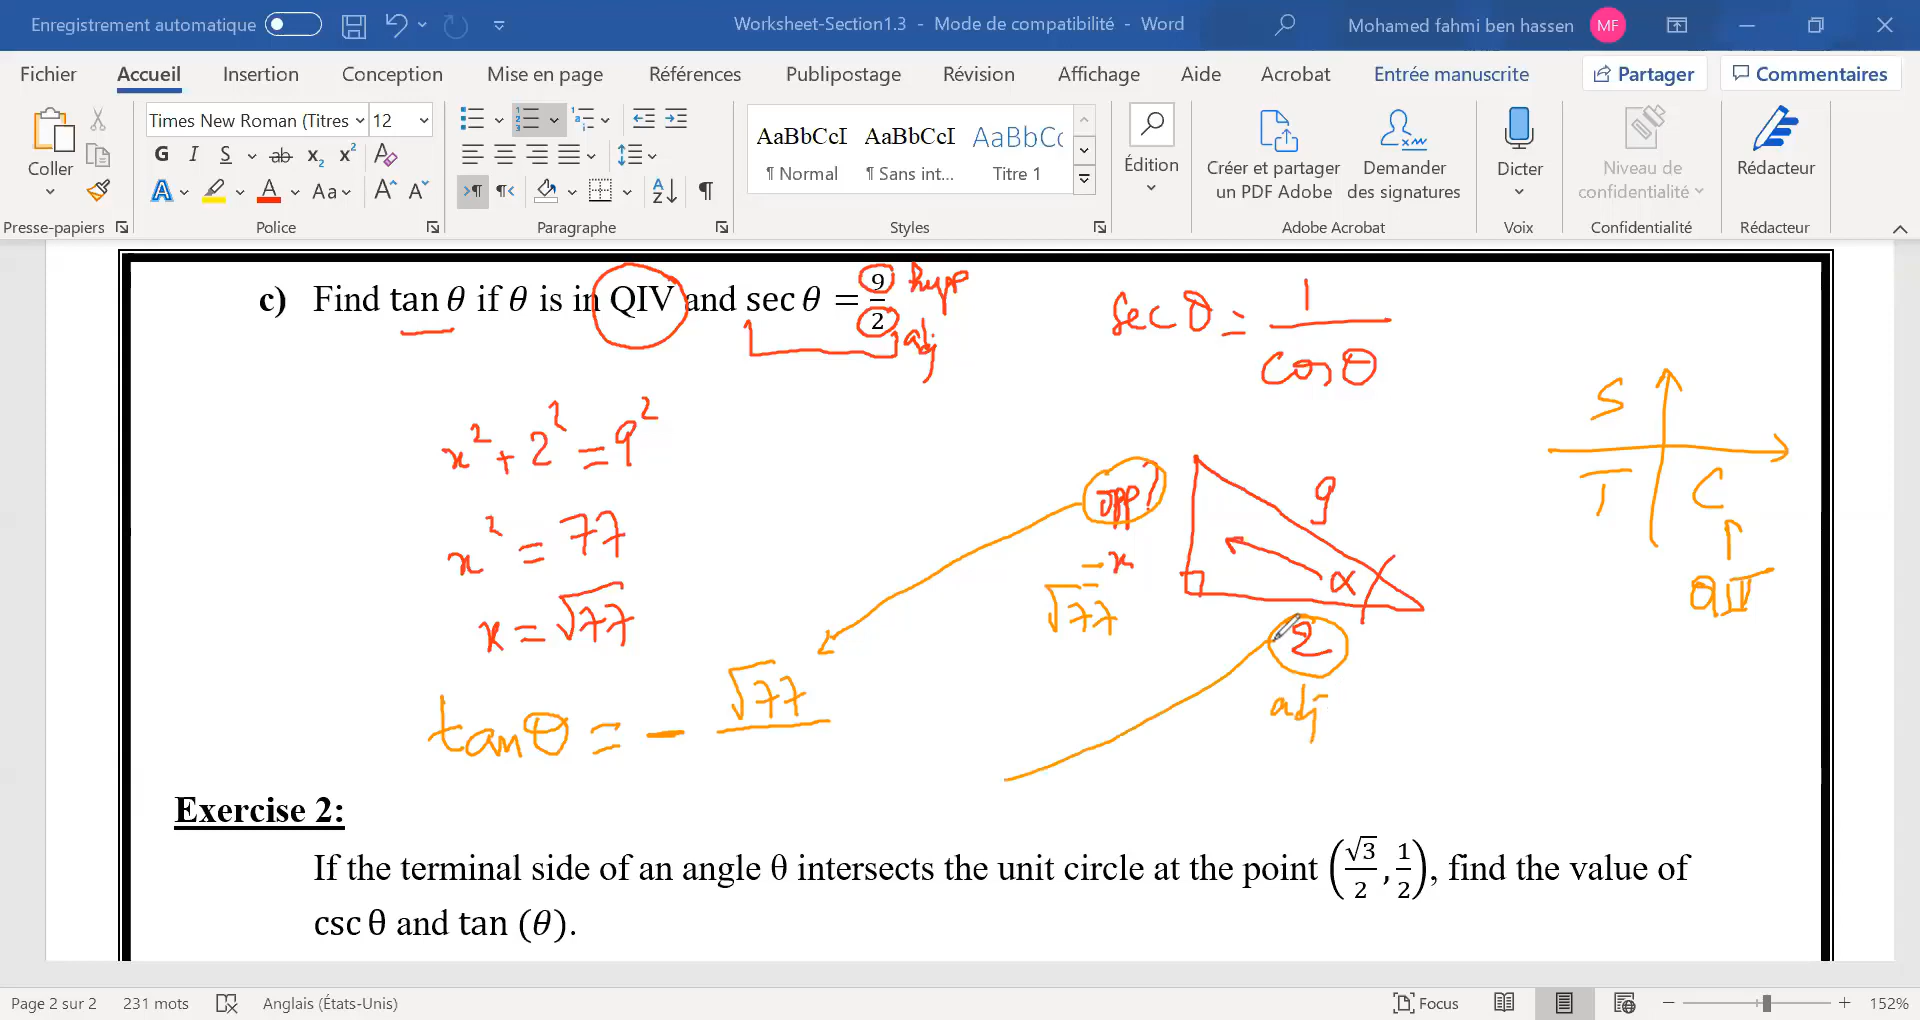 Enregistrement automatique
Worksheet-Section1.3 - Mode de compatibilité - Word
Mohamed fahmi ben hassen MF
Fichier Accueil Insertion Conception Mise en page Références Publipostage Révision Affichage Aide Acrobat Entrée manuscrite Partager Commentaires
Times New Roman (Titres 12
AaBbCcI AaBbCcI AaBbCc
¶ Normal ¶ Sans int... Titre 1
Coller
G I S ab x₂ x²
A A Aa A A
Édition
Créer et partager un PDF Adobe
Demander des signatures
Dicter
Niveau de confidentialité
Rédacteur
Presse-papiers Police Paragraphe Styles Adobe Acrobat Voix Confidentialité Rédacteur
c) Find tan θ if θ is in QIV and sec θ = 9/2
hyp
adj
sec θ = 1/cos θ
x² + 2² = 9²
x² = 77
x = √77
opp?
= x
= √77
9
α
2
adj
S
T C
QIV
tan θ = - √77
Exercise 2:
If the terminal side of an angle θ intersects the unit circle at the point (√3/2, 1/2), find the value of
csc θ and tan (θ).
Page 2 sur 2 231 mots Anglais (États-Unis) Focus 152%